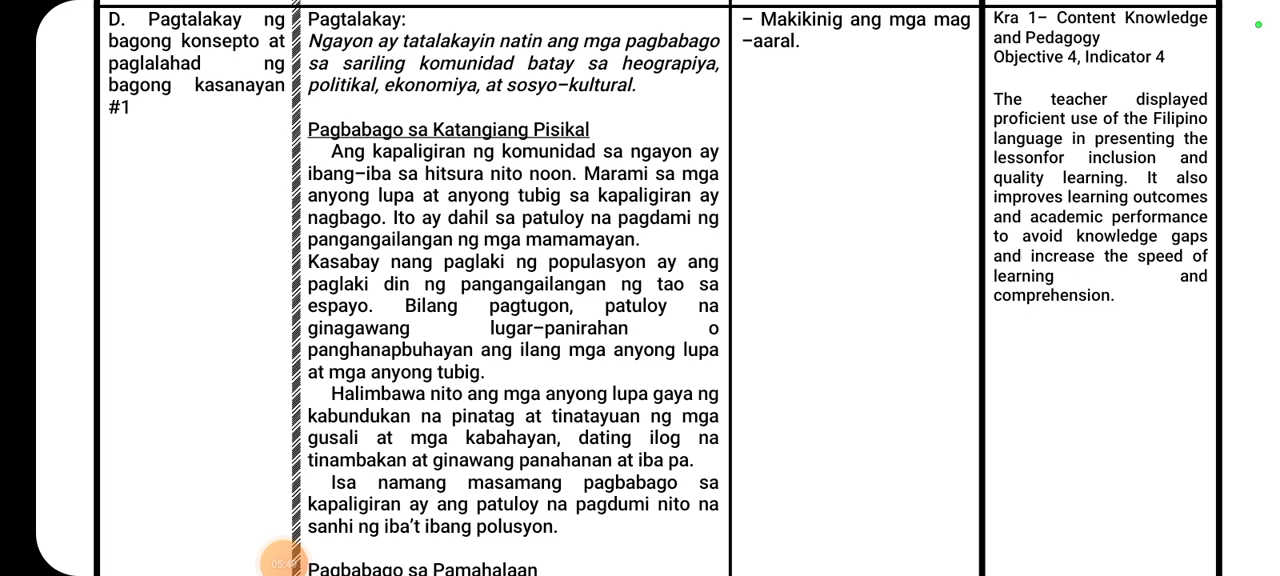 D. Pagtalakay ng
bagong konsepto at
paglalahad ng
bagong kasanayan
#1
Pagtalakay:
Ngayon ay tatalakayin natin ang mga pagbabago
sa sariling komunidad batay sa heograpiya,
politikal, ekonomiya, at sosyo-kultural.
Pagbabago sa Katangiang Pisikal
Ang kapaligiran ng komunidad sa ngayon ay
ibang-iba sa hitsura nito noon. Marami sa mga
anyong lupa at anyong tubig sa kapaligiran ay
nagbago. Ito ay dahil sa patuloy na pagdami ng
pangangailangan ng mga mamamayan.
Kasabay nang paglaki ng populasyon ay ang
paglaki din ng pangangailangan ng tao sa
espayo. Bilang pagtugon, patuloy na
ginagawang lugar-panirahan o
panghanapbuhayan ang ilang mga anyong lupa
at mga anyong tubig.
Halimbawa nito ang mga anyong lupa gaya ng
kabundukan na pinatag at tinatayuan ng mga
gusali at mga kabahayan, dating ilog na
tinambakan at ginawang panahanan at iba pa.
Isa namang masamang pagbabago sa
kapaligiran ay ang patuloy na pagdumi nito na
sanhi ng iba't ibang polusyon.
Pagbabago sa Pamahalaan
- Makikinig ang mga mag
-aaral.
Kra 1- Content Knowledge
and Pedagogy
Objective 4, Indicator 4
The teacher displayed
proficient use of the Filipino
language in presenting the
lessonfor inclusion and
quality learning. It also
improves learning outcomes
and academic performance
to avoid knowledge gaps
and increase the speed of
learning and
comprehension.